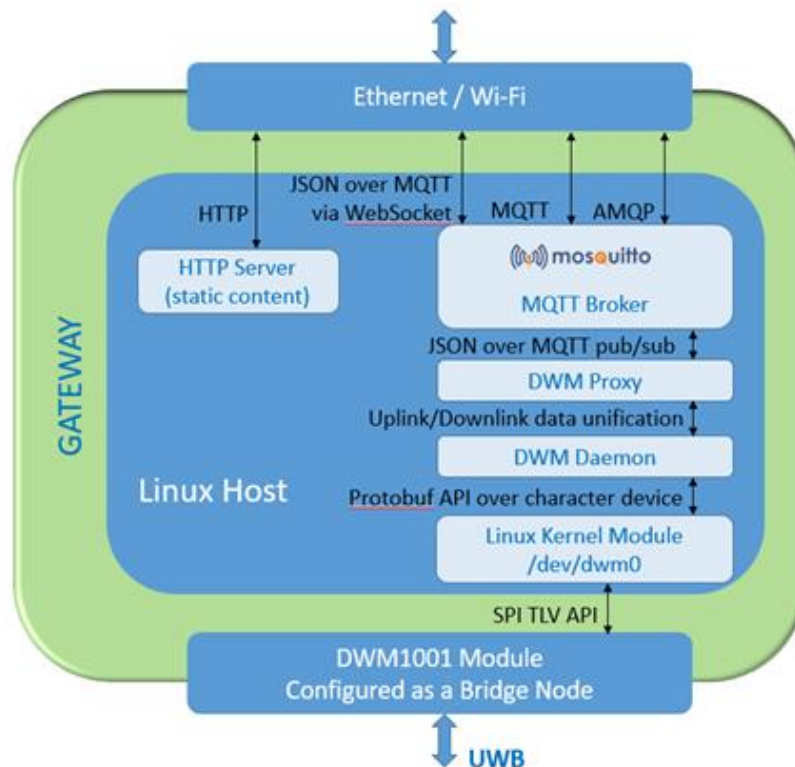 Ethernet / Wi-Fi
JSON over MQTT
via WebSocket
HTTP
MQTT
AMQP
HTTP Server
(static content)
mosquitto
MQTT Broker
JSON over MQTT pub/sub
DWM Proxy
Uplink/Downlink data unification
DWM Daemon
GATEWAY
Linux Host
Protobuf API over character device
Linux Kernel Module
/dev/dwm0
SPI TLV API
DWM1001 Module
Configured as a Bridge Node
UWB